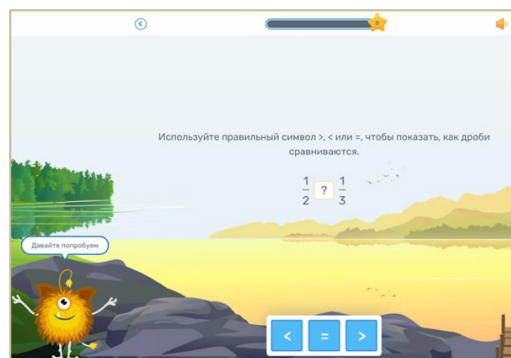 Используйте правильный символ >, < или =, чтобы показать, как дроби
сравниваются.
1/2 ? 1/3
Давайте попробуем
< = >